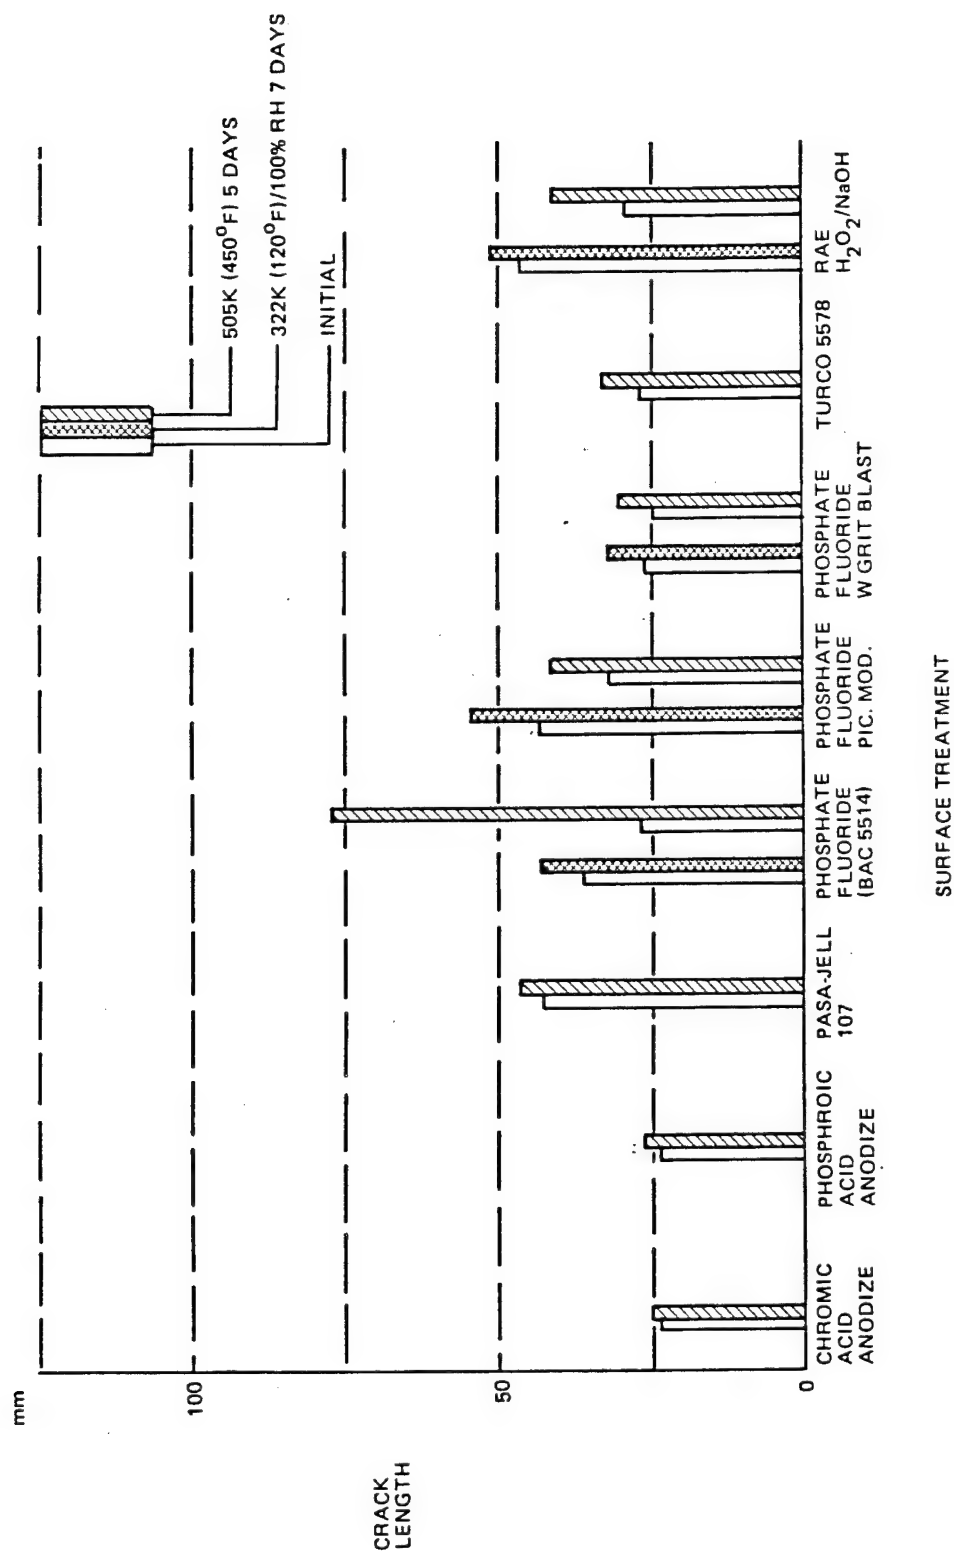 mm
505K (450°F) 5 DAYS
322K (120°F)/100% RH 7 DAYS
INITIAL
100
50
0
CRACK
LENGTH
CHROMIC
ACID
ANODIZE
PHOSPHROIC
ACID
ANODIZE
PASA-JELL
107
PHOSPHATE
FLUORIDE
(BAC 5514)
PHOSPHATE
FLUORIDE
PIC. MOD.
PHOSPHATE
FLUORIDE
W GRIT BLAST
TURCO 5578
RAE
H₂O₂/NaOH
SURFACE TREATMENT